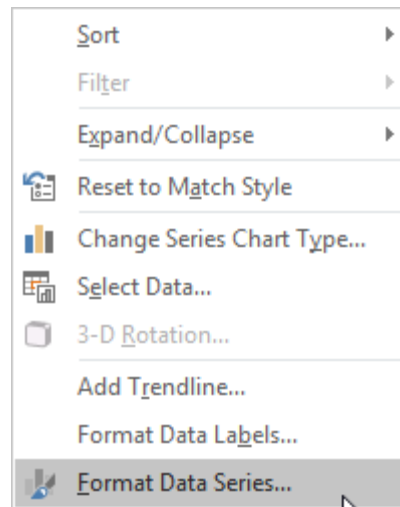 Sort
Filter
Expand/Collapse
Reset to Match Style
Change Series Chart Type...
Select Data...
3-D Rotation...
Add Trendline...
Format Data Labels...
Format Data Series...